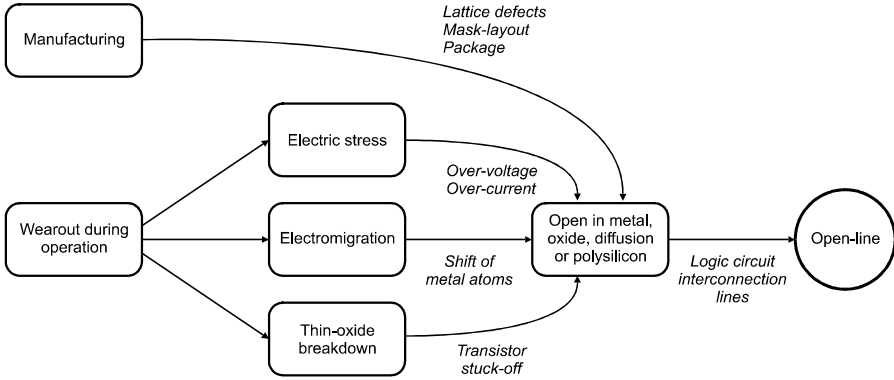 Lattice defects
Mask-layout
Package
Manufacturing
Electric stress
Over-voltage
Over-current
Wearout during
operation
Electromigration
Shift of
metal atoms
Open in metal,
oxide, diffusion
or polysilicon
Logic circuit
interconnection
lines
Open-line
Thin-oxide
breakdown
Transistor
stuck-off